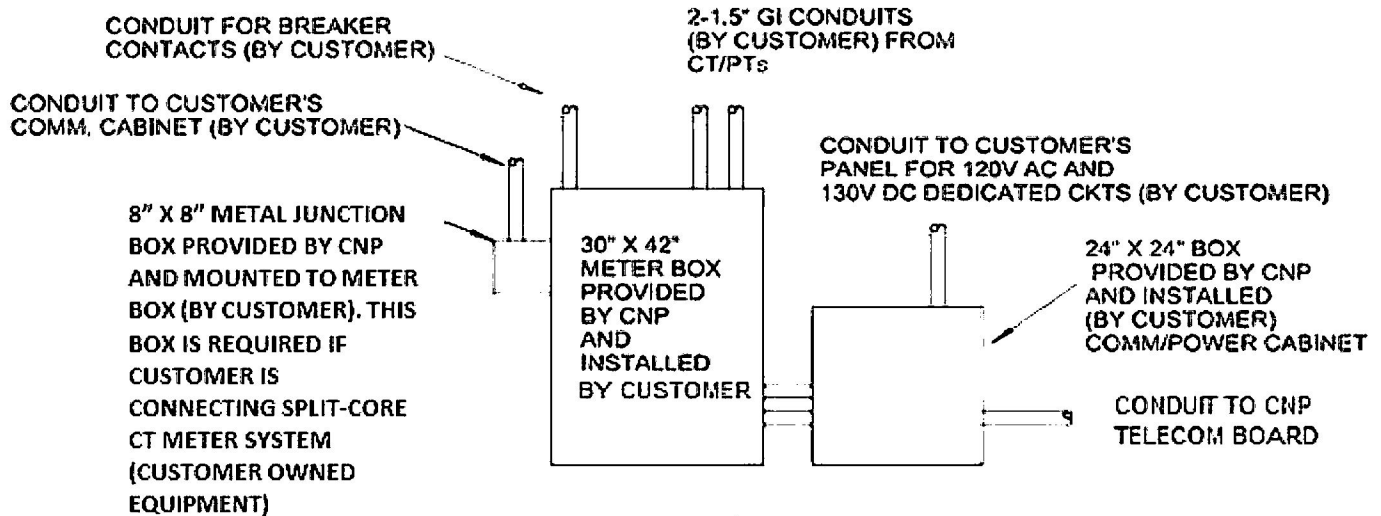 CONDUIT FOR BREAKER
CONTACTS (BY CUSTOMER)
2-1.5" GI CONDUITS
(BY CUSTOMER) FROM
CT/PTs
CONDUIT TO CUSTOMER'S
COMM. CABINET (BY CUSTOMER)
CONDUIT TO CUSTOMER'S
PANEL FOR 120V AC AND
130V DC DEDICATED CKTS (BY CUSTOMER)
8" X 8" METAL JUNCTION
BOX PROVIDED BY CNP
AND MOUNTED TO METER
BOX (BY CUSTOMER). THIS
BOX IS REQUIRED IF
CUSTOMER IS
CONNECTING SPLIT-CORE
CT METER SYSTEM
(CUSTOMER OWNED
EQUIPMENT)
30" X 42"
METER BOX
PROVIDED
BY CNP
AND
INSTALLED
BY CUSTOMER
24" X 24" BOX
PROVIDED BY CNP
AND INSTALLED
(BY CUSTOMER)
COMM/POWER CABINET
CONDUIT TO CNP
TELECOM BOARD